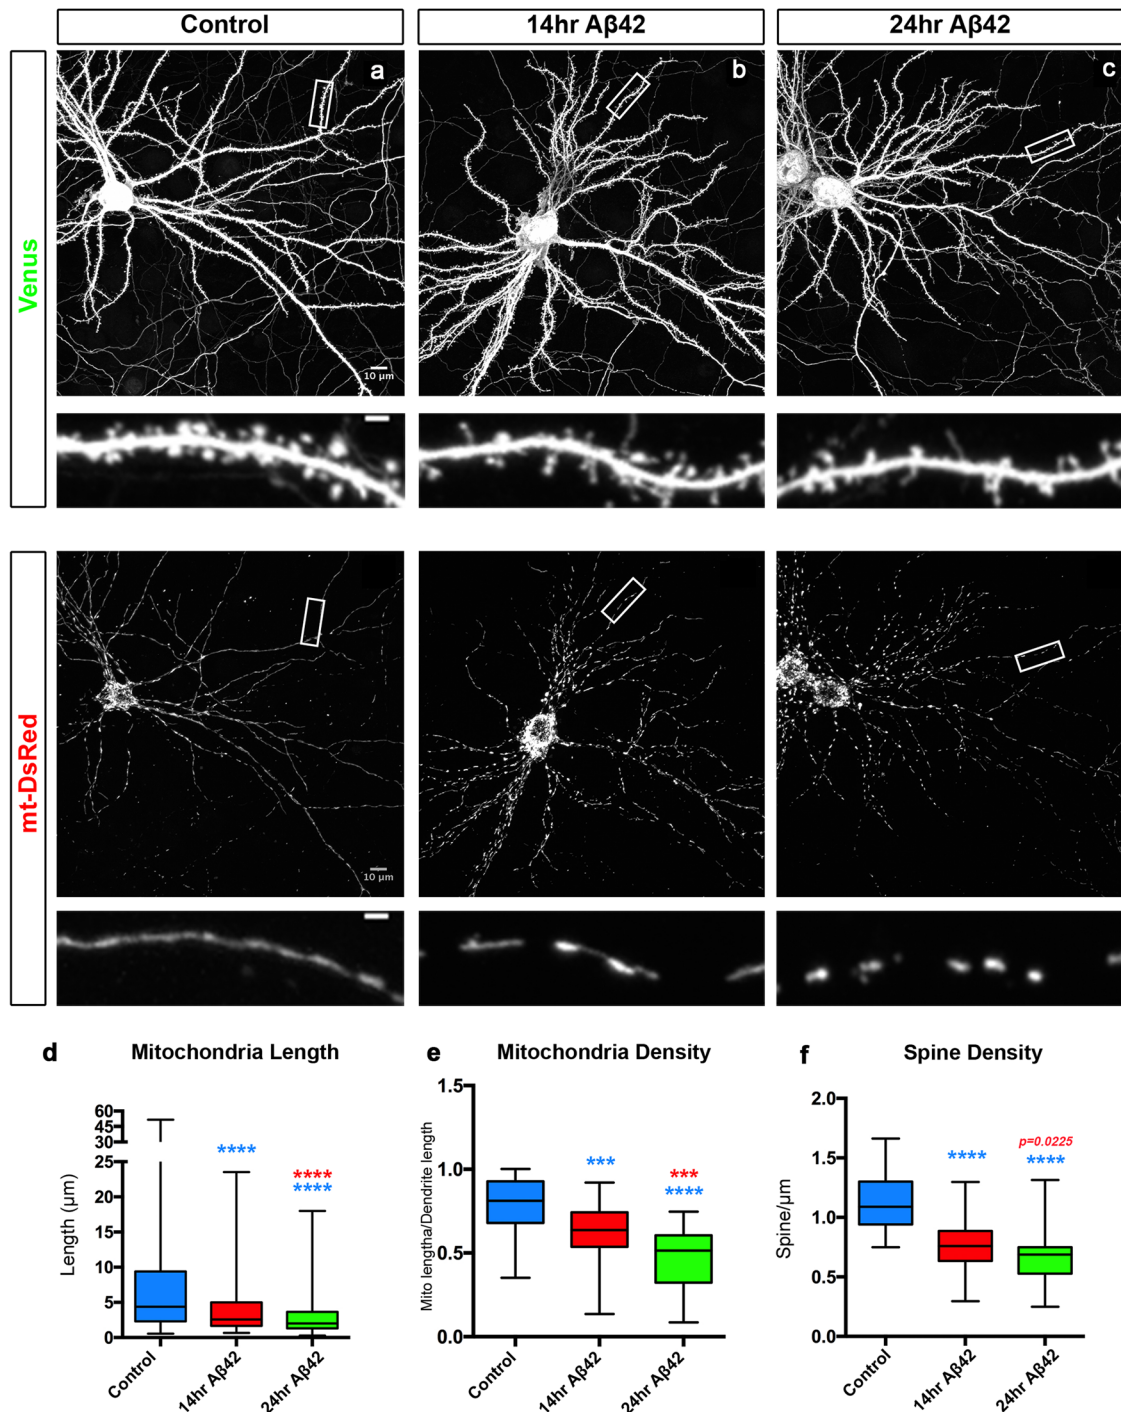 Control 14hr Aβ42 24hr Aβ42
Venus
a b c
10 µm
mt-DsRed
10 µm
d Mitochondria Length
60
45
30
25
20
15
10
5
0
Length (µm)
****
****
****
Control 14hr Aβ42 24hr Aβ42
e Mitochondria Density
1.5
1.0
0.5
0.0
Mito lengtha/Dendrite length
***
***
****
Control 14hr Aβ42 24hr Aβ42
f Spine Density
2.0
1.5
1.0
0.5
0.0
Spine/µm
****
p=0.0225
****
Control 14hr Aβ42 24hr Aβ42